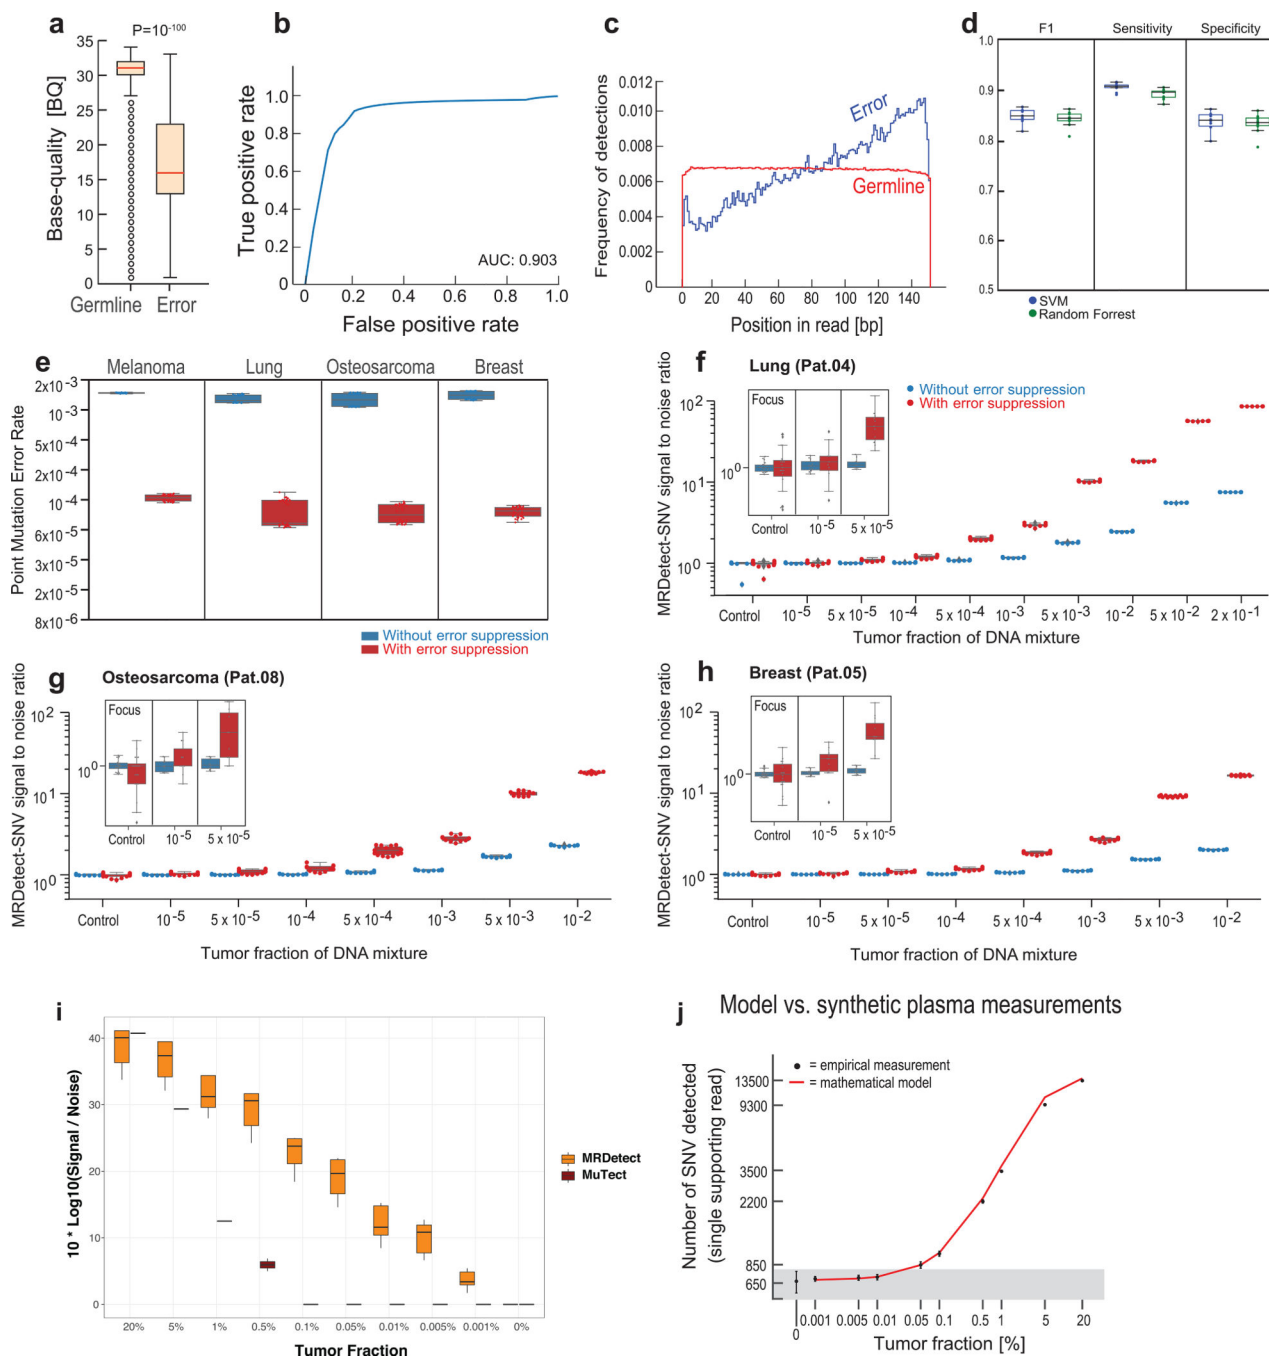 a
P=10⁻¹⁰⁰
Base-quality [BQ]
35
30
25
20
15
10
5
0
Germline Error
b
True positive rate
1.0
0.8
0.6
0.4
0.2
0 0.2 0.4 0.6 0.8 1.0
AUC: 0.903
False positive rate
c
Frequency of detections
0.012
0.010
0.008
0.006
0.004
0.002
0.000
Error
Germline
0 20 40 60 80 100 120 140
Position in read [bp]
d
F1 Sensitivity Specificity
1.0
0.9
0.8
0.7
0.6
0.5
SVM
Random Forrest
e
Melanoma Lung Osteosarcoma Breast
Point Mutation Error Rate
2x10⁻³
10⁻³
5x10⁻⁴
2x10⁻⁴
10⁻⁴
6x10⁻⁵
3x10⁻⁵
2x10⁻⁵
8x10⁻⁶
Without error suppression
With error suppression
f
Lung (Pat.04)
Without error suppression
With error suppression
MRDetect-SNV signal to noise ratio
10²
10¹
10⁰
Focus
10⁰
Control 10⁻⁵ 5 x 10⁻⁵
Control 10⁻⁵ 5 x 10⁻⁵ 10⁻⁴ 5 x 10⁻⁴ 10⁻³ 5 x 10⁻³ 10⁻² 5 x 10⁻² 2 x 10⁻¹
Tumor fraction of DNA mixture
g
Osteosarcoma (Pat.08)
MRDetect-SNV signal to noise ratio
10²
10¹
10⁰
Focus
10⁰
Control 10⁻⁵ 5 x 10⁻⁵
Control 10⁻⁵ 5 x 10⁻⁵ 10⁻⁴ 5 x 10⁻⁴ 10⁻³ 5 x 10⁻³ 10⁻²
Tumor fraction of DNA mixture
h
Breast (Pat.05)
MRDetect-SNV signal to noise ratio
10²
10¹
10⁰
Focus
10⁰
Control 10⁻⁵ 5 x 10⁻⁵
Control 10⁻⁵ 5 x 10⁻⁴ 10⁻⁴ 5 x 10⁻⁴ 10⁻³ 5 x 10⁻³ 10⁻²
Tumor fraction of DNA mixture
i
10 * Log10(Signal / Noise)
40
30
20
10
0
20% 5% 1% 0.5% 0.1% 0.05% 0.01% 0.005% 0.001% 0%
Tumor Fraction
MRDetect
MuTect
j
Model vs. synthetic plasma measurements
= empirical measurement
= mathematical model
Number of SNV detected
(single supporting read)
13500
9300
3500
2200
850
650
0 0.001 0.005 0.01 0.05 0.1 0.5 1 5 20
Tumor fraction [%]